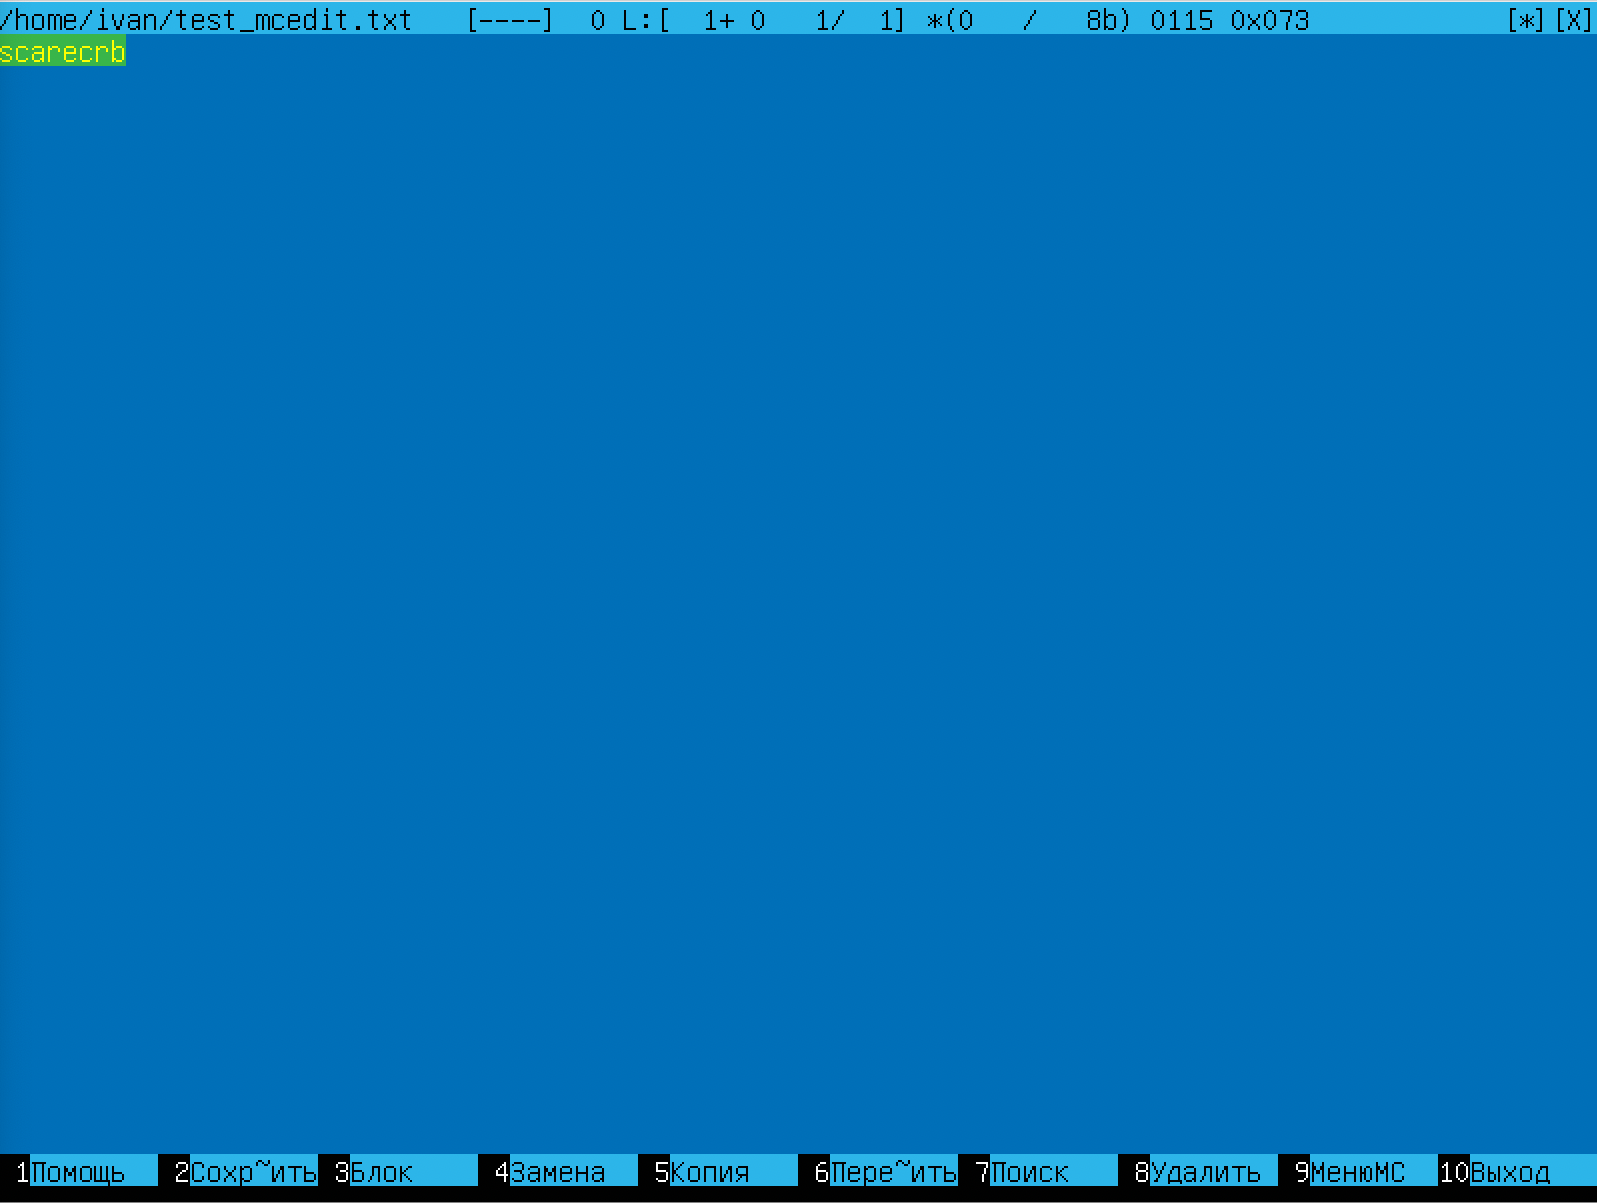 /home/ivan/test_mcedit.txt [----] 0 L:[ 1+ 0 1/ 1] *(0 / 8b) 0115 0x073 [*][X]
scarecrb
1Помощь 2Сохр~ить 3Блок 4Замена 5Копия 6Пере~ить 7Поиск 8Удалить 9МенюМС 10Выход